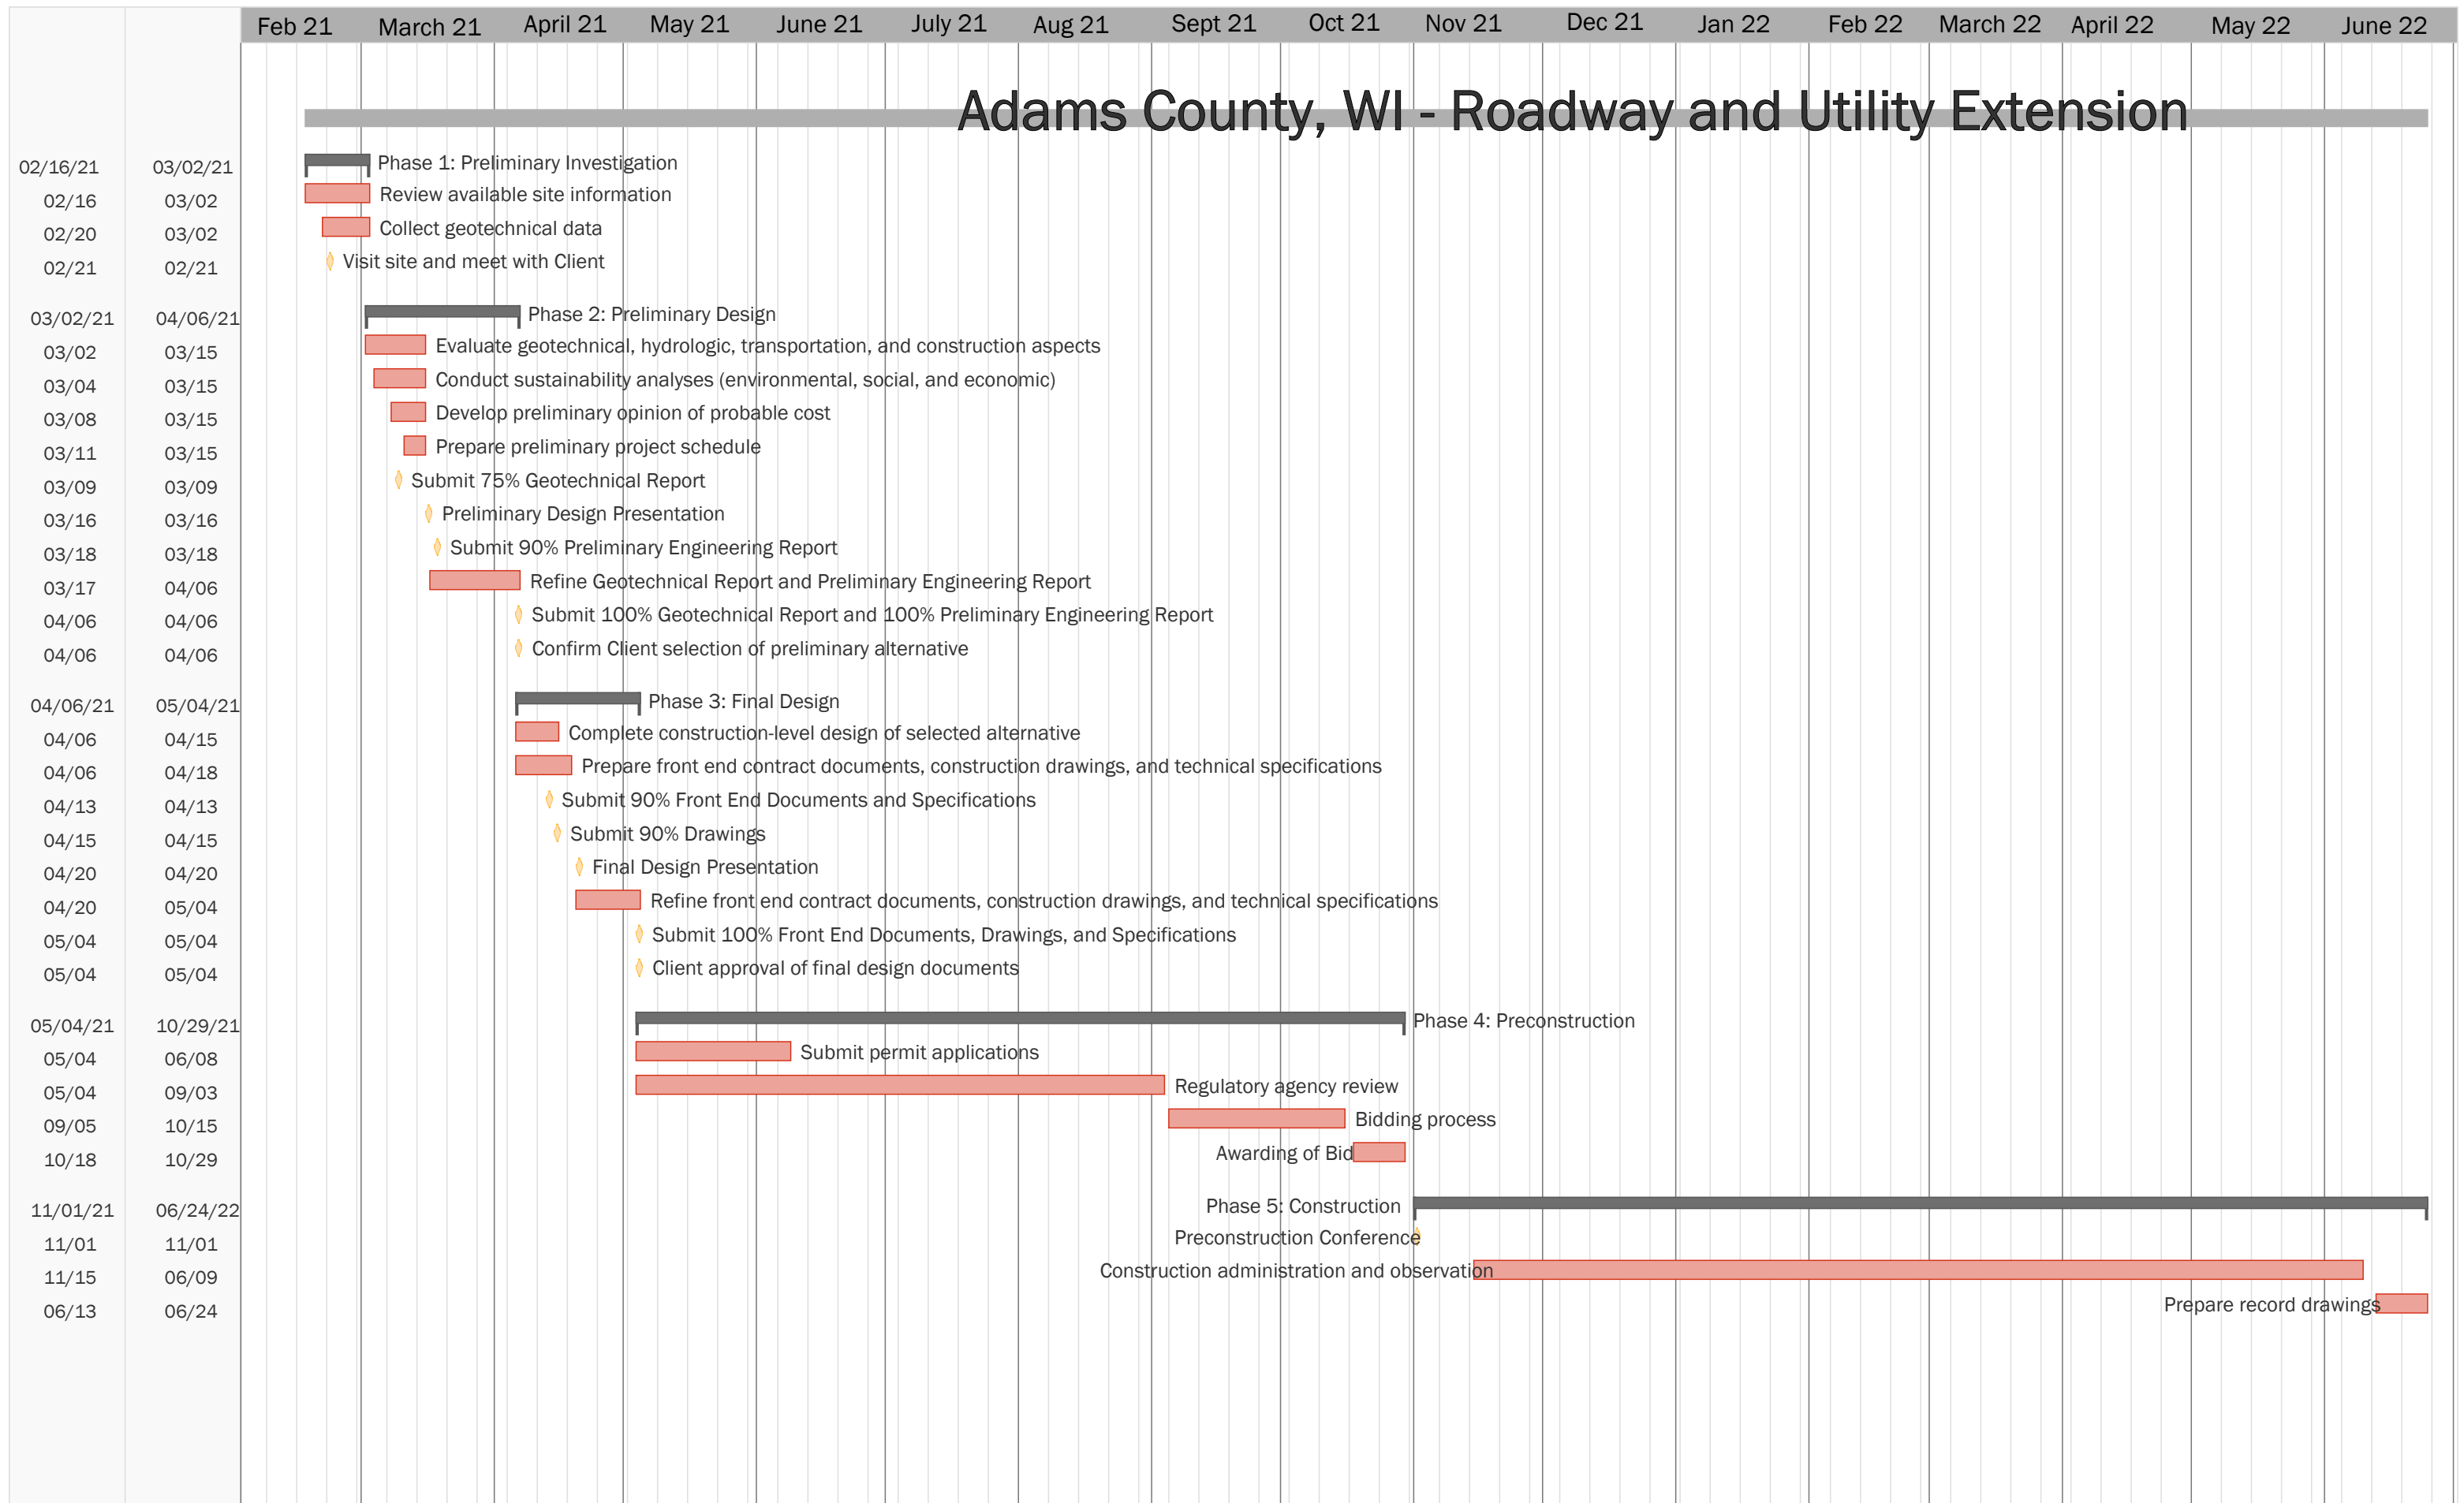 Feb 21 March 21 April 21 May 21 June 21 July 21 Aug 21 Sept 21 Oct 21 Nov 21 Dec 21 Jan 22 Feb 22 March 22 April 22 May 22 June 22
Adams County, WI - Roadway and Utility Extension
02/16/21 03/02/21 Phase 1: Preliminary Investigation
02/16 03/02 Review available site information
02/20 03/02 Collect geotechnical data
02/21 02/21 Visit site and meet with Client
03/02/21 04/06/21 Phase 2: Preliminary Design
03/02 03/15 Evaluate geotechnical, hydrologic, transportation, and construction aspects
03/04 03/15 Conduct sustainability analyses (environmental, social, and economic)
03/08 03/15 Develop preliminary opinion of probable cost
03/11 03/15 Prepare preliminary project schedule
03/09 03/09 Submit 75% Geotechnical Report
03/16 03/16 Preliminary Design Presentation
03/18 03/18 Submit 90% Preliminary Engineering Report
03/17 04/06 Refine Geotechnical Report and Preliminary Engineering Report
04/06 04/06 Submit 100% Geotechnical Report and 100% Preliminary Engineering Report
04/06 04/06 Confirm Client selection of preliminary alternative
04/06/21 05/04/21 Phase 3: Final Design
04/06 04/15 Complete construction-level design of selected alternative
04/06 04/18 Prepare front end contract documents, construction drawings, and technical specifications
04/13 04/13 Submit 90% Front End Documents and Specifications
04/15 04/15 Submit 90% Drawings
04/20 04/20 Final Design Presentation
04/20 05/04 Refine front end contract documents, construction drawings, and technical specifications
05/04 05/04 Submit 100% Front End Documents, Drawings, and Specifications
05/04 05/04 Client approval of final design documents
05/04/21 10/29/21 Phase 4: Preconstruction
05/04 06/08 Submit permit applications
05/04 09/03 Regulatory agency review
09/05 10/15 Bidding process
10/18 10/29 Awarding of Bid
11/01/21 06/24/22 Phase 5: Construction
11/01 11/01 Preconstruction Conference
11/15 06/09 Construction administration and observation
06/13 06/24 Prepare record drawings